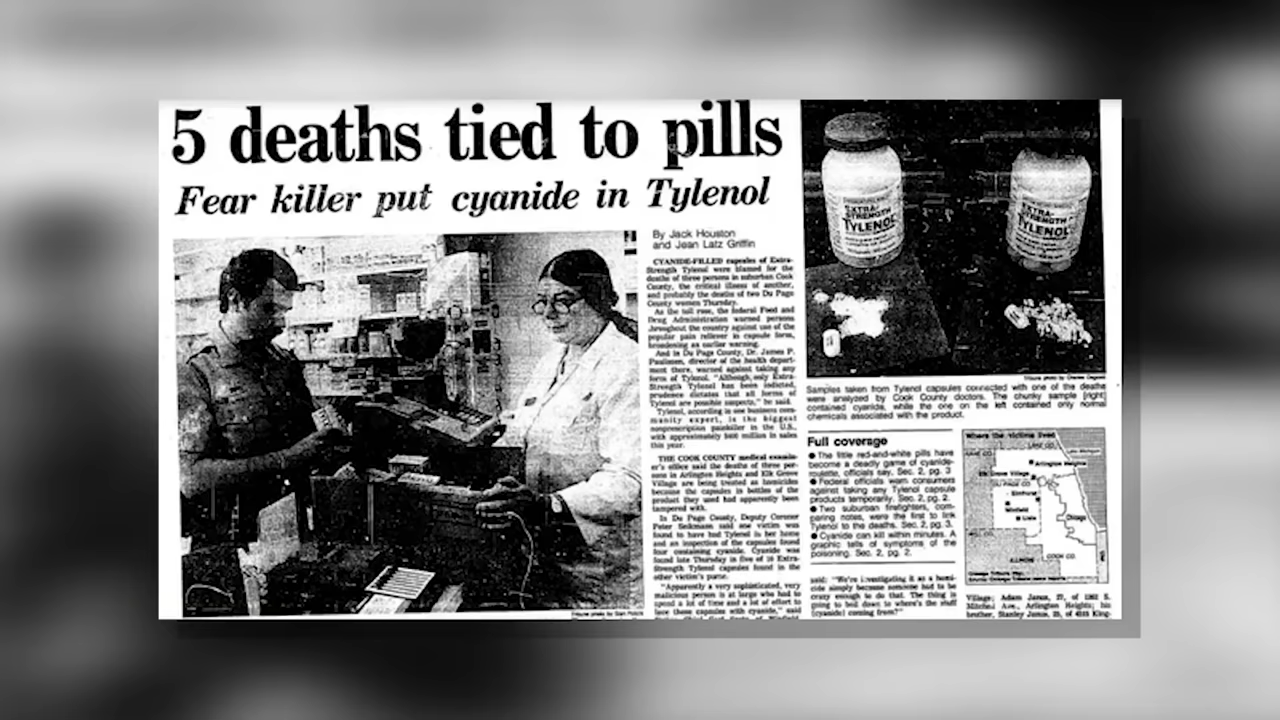 5 deaths tied to pills
Fear killer put cyanide in Tylenol
By Jack Houston
and Jean Latz Griffin
CYANIDE-FILLED capsules of Extra-
Strength Tylenol were blamed for the
deaths of three persons in suburban Cook
County, the critical illness of another,
and probably the deaths of two Du Page
County women Thursday.
As the toll rose, the federal Food and
Drug Administration warned persons
throughout the country against use of the
popular pain reliever in capsule form,
broadening an earlier warning.
And in Du Page County, Dr. James P.
Paulissen, director of the health depart-
ment there, warned against taking any
form of Tylenol. "Although only Extra-
Strength Tylenol has been indicted,
prudence dictates that all forms of
Tylenol are possible suspects," he said.
Tylenol, according to one business com-
munity expert, is the biggest
nonprescription painkiller in the U.S.,
with approximately million in sales
this year.
THE COOK COUNTY medical examin-
er's office said the deaths of three per-
sons in Arlington Heights and Elk Grove
Village are being treated as homicides
because the capsules in bottles of the
product they used had apparently been
tampered with.
In Du Page County, Deputy Coroner
Peter Siekmann said one victim was
found to have had Tylenol in her home
and an inspection of the capsules found
four containing cyanide. Cyanide was
found late Thursday in five of Extra-
Strength Tylenol capsules found in the
other victim's purse.
"Apparently a very sophisticated, very
malicious person is at large who had to
spend a lot of time and a lot of effort to
lace these capsules with cyanide," said
EXTRA-
STRENGTH
TYLENOL
EXTRA-
STRENGTH
TYLENOL
Samples taken from Tylenol capsules connected with one of the deaths
were analyzed by Cook County doctors. The chunky sample [right]
contained cyanide, while the one on the left contained only normal
chemicals associated with the product.
Full coverage
● The little red-and-white pills have
become a deadly game of cyanide-
roulette, officials say. Sec. 2, pg. 3
● Federal officials warn consumers
against taking any Tylenol capsule
products temporarily. Sec. 2, pg. 2.
● Two suburban firefighters, com-
paring notes, were the first to link
Tylenol to the deaths. Sec. 2, pg. 3.
● Cyanide can kill within minutes. A
graphic tells of symptoms of the
poisoning. Sec. 2, pg. 2.
Where the victims lived
Arlington Heights
Elk Grove Village
Elmhurst
Winfield
Lisle
Chicago
ILLINOIS
COOK CO.
said: "We're investigating it as a homi-
cide simply because someone had to be
crazy enough to do that. The thing is
going to boil down to where's the stuff
[cyanide] coming from?"
Village; Adam Janus, 27, of S.
Mitchell Ave., Arlington Heights; his
brother, Stanley Janus, 25, of King-